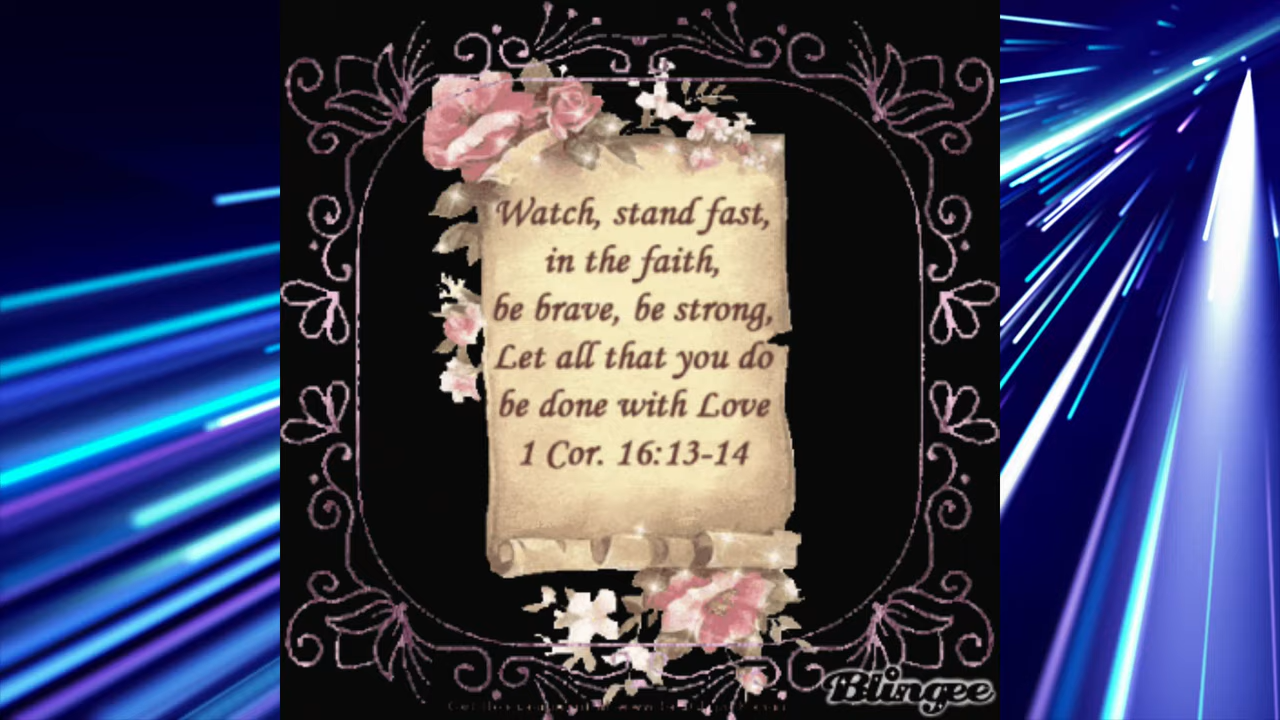 Watch, stand fast,
in the faith,
be brave, be strong,
Let all that you do
be done with Love
1 Cor. 16:13-14
Blingee